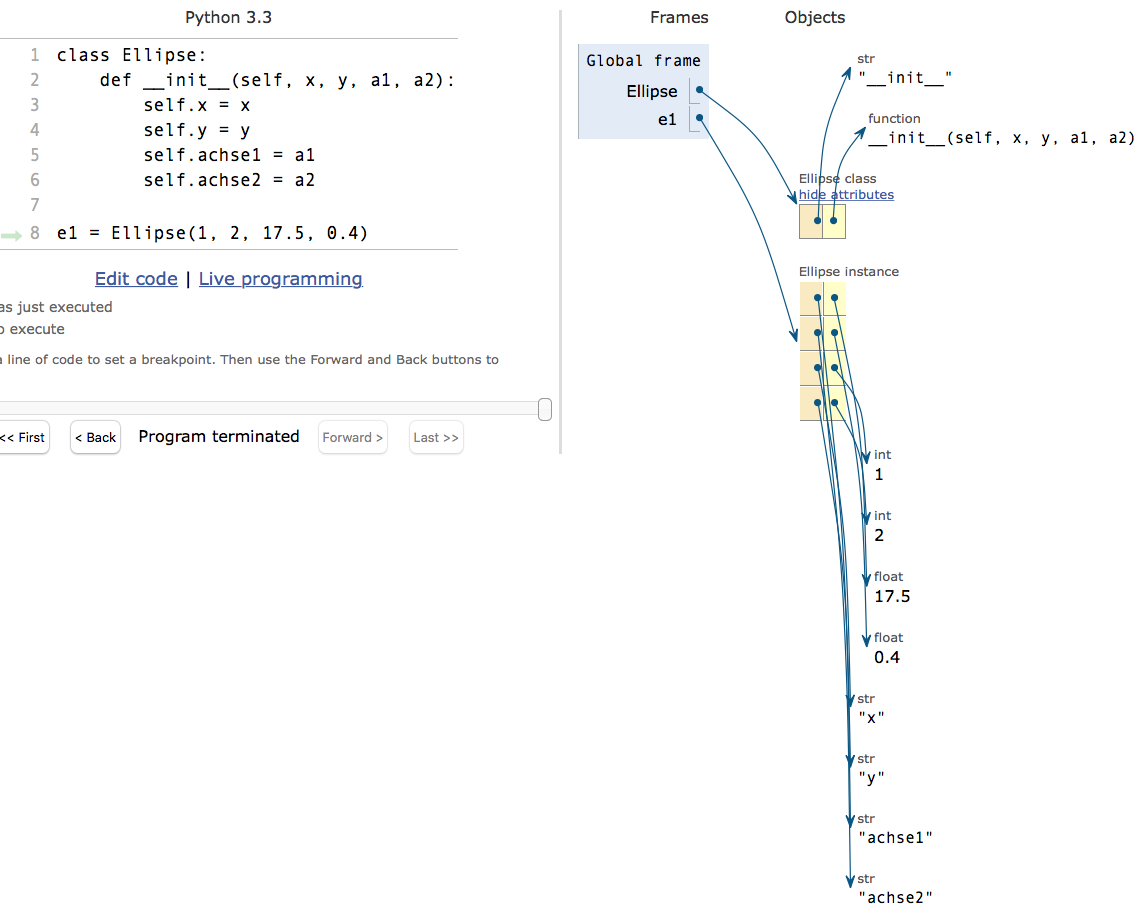 Python 3.3
1 class Ellipse:
2     def __init__(self, x, y, a1, a2):
3         self.x = x
4         self.y = y
5         self.achse1 = a1
6         self.achse2 = a2
7
8 e1 = Ellipse(1, 2, 17.5, 0.4)
Edit code | Live programming
as just executed
o execute
a line of code to set a breakpoint. Then use the Forward and Back buttons to
<< First < Back Program terminated Forward > Last >>
Frames Objects
Global frame
Ellipse
e1
str
"__init__"
function
__init__(self, x, y, a1, a2)
Ellipse class
hide attributes
Ellipse instance
int
1
int
2
float
17.5
float
0.4
str
"x"
str
"y"
str
"achse1"
str
"achse2"